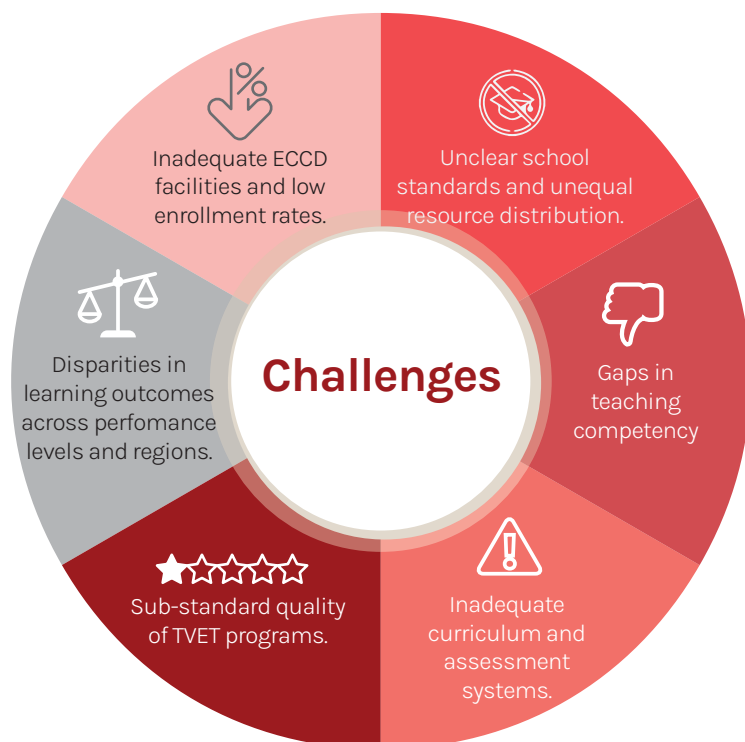 Challenges
Unclear school
standards and unequal
resource distribution.
Gaps in
teaching
competency
Inadequate
curriculum and
assessment
systems.
Sub-standard quality
of TVET programs.
Disparities in
learning outcomes
across perfomance
levels and regions.
Inadequate ECCD
facilities and low
enrollment rates.